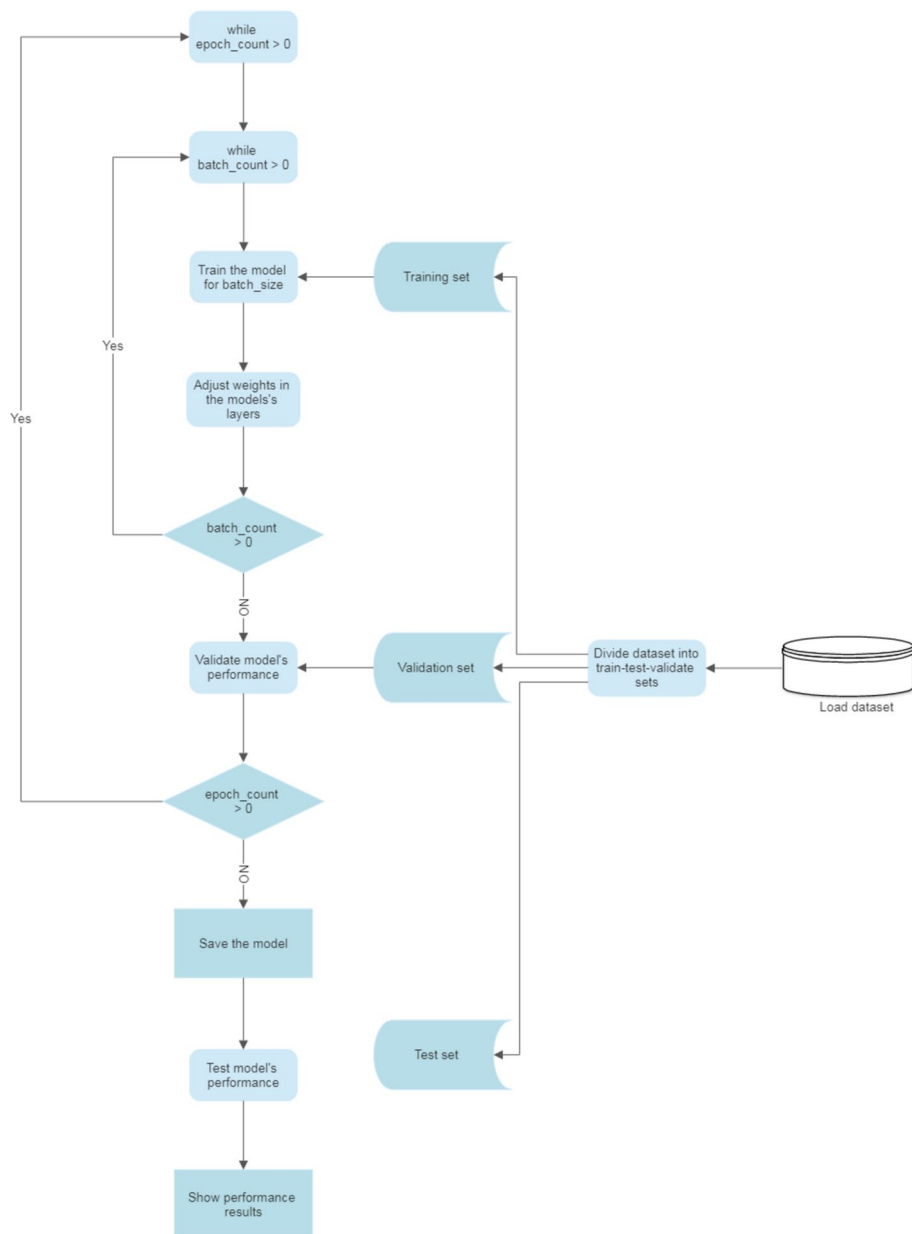 while
epoch_count > 0
while
batch_count > 0
Train the model
for batch_size
Training set
Yes
Yes
Adjust weights in
the models's
layers
batch_count
> 0
NO
Validate model's
performance
Validation set
Divide dataset into
train-test-validate
sets
Load dataset
epoch_count
> 0
NO
Save the model
Test model's
performance
Test set
Show performance
results